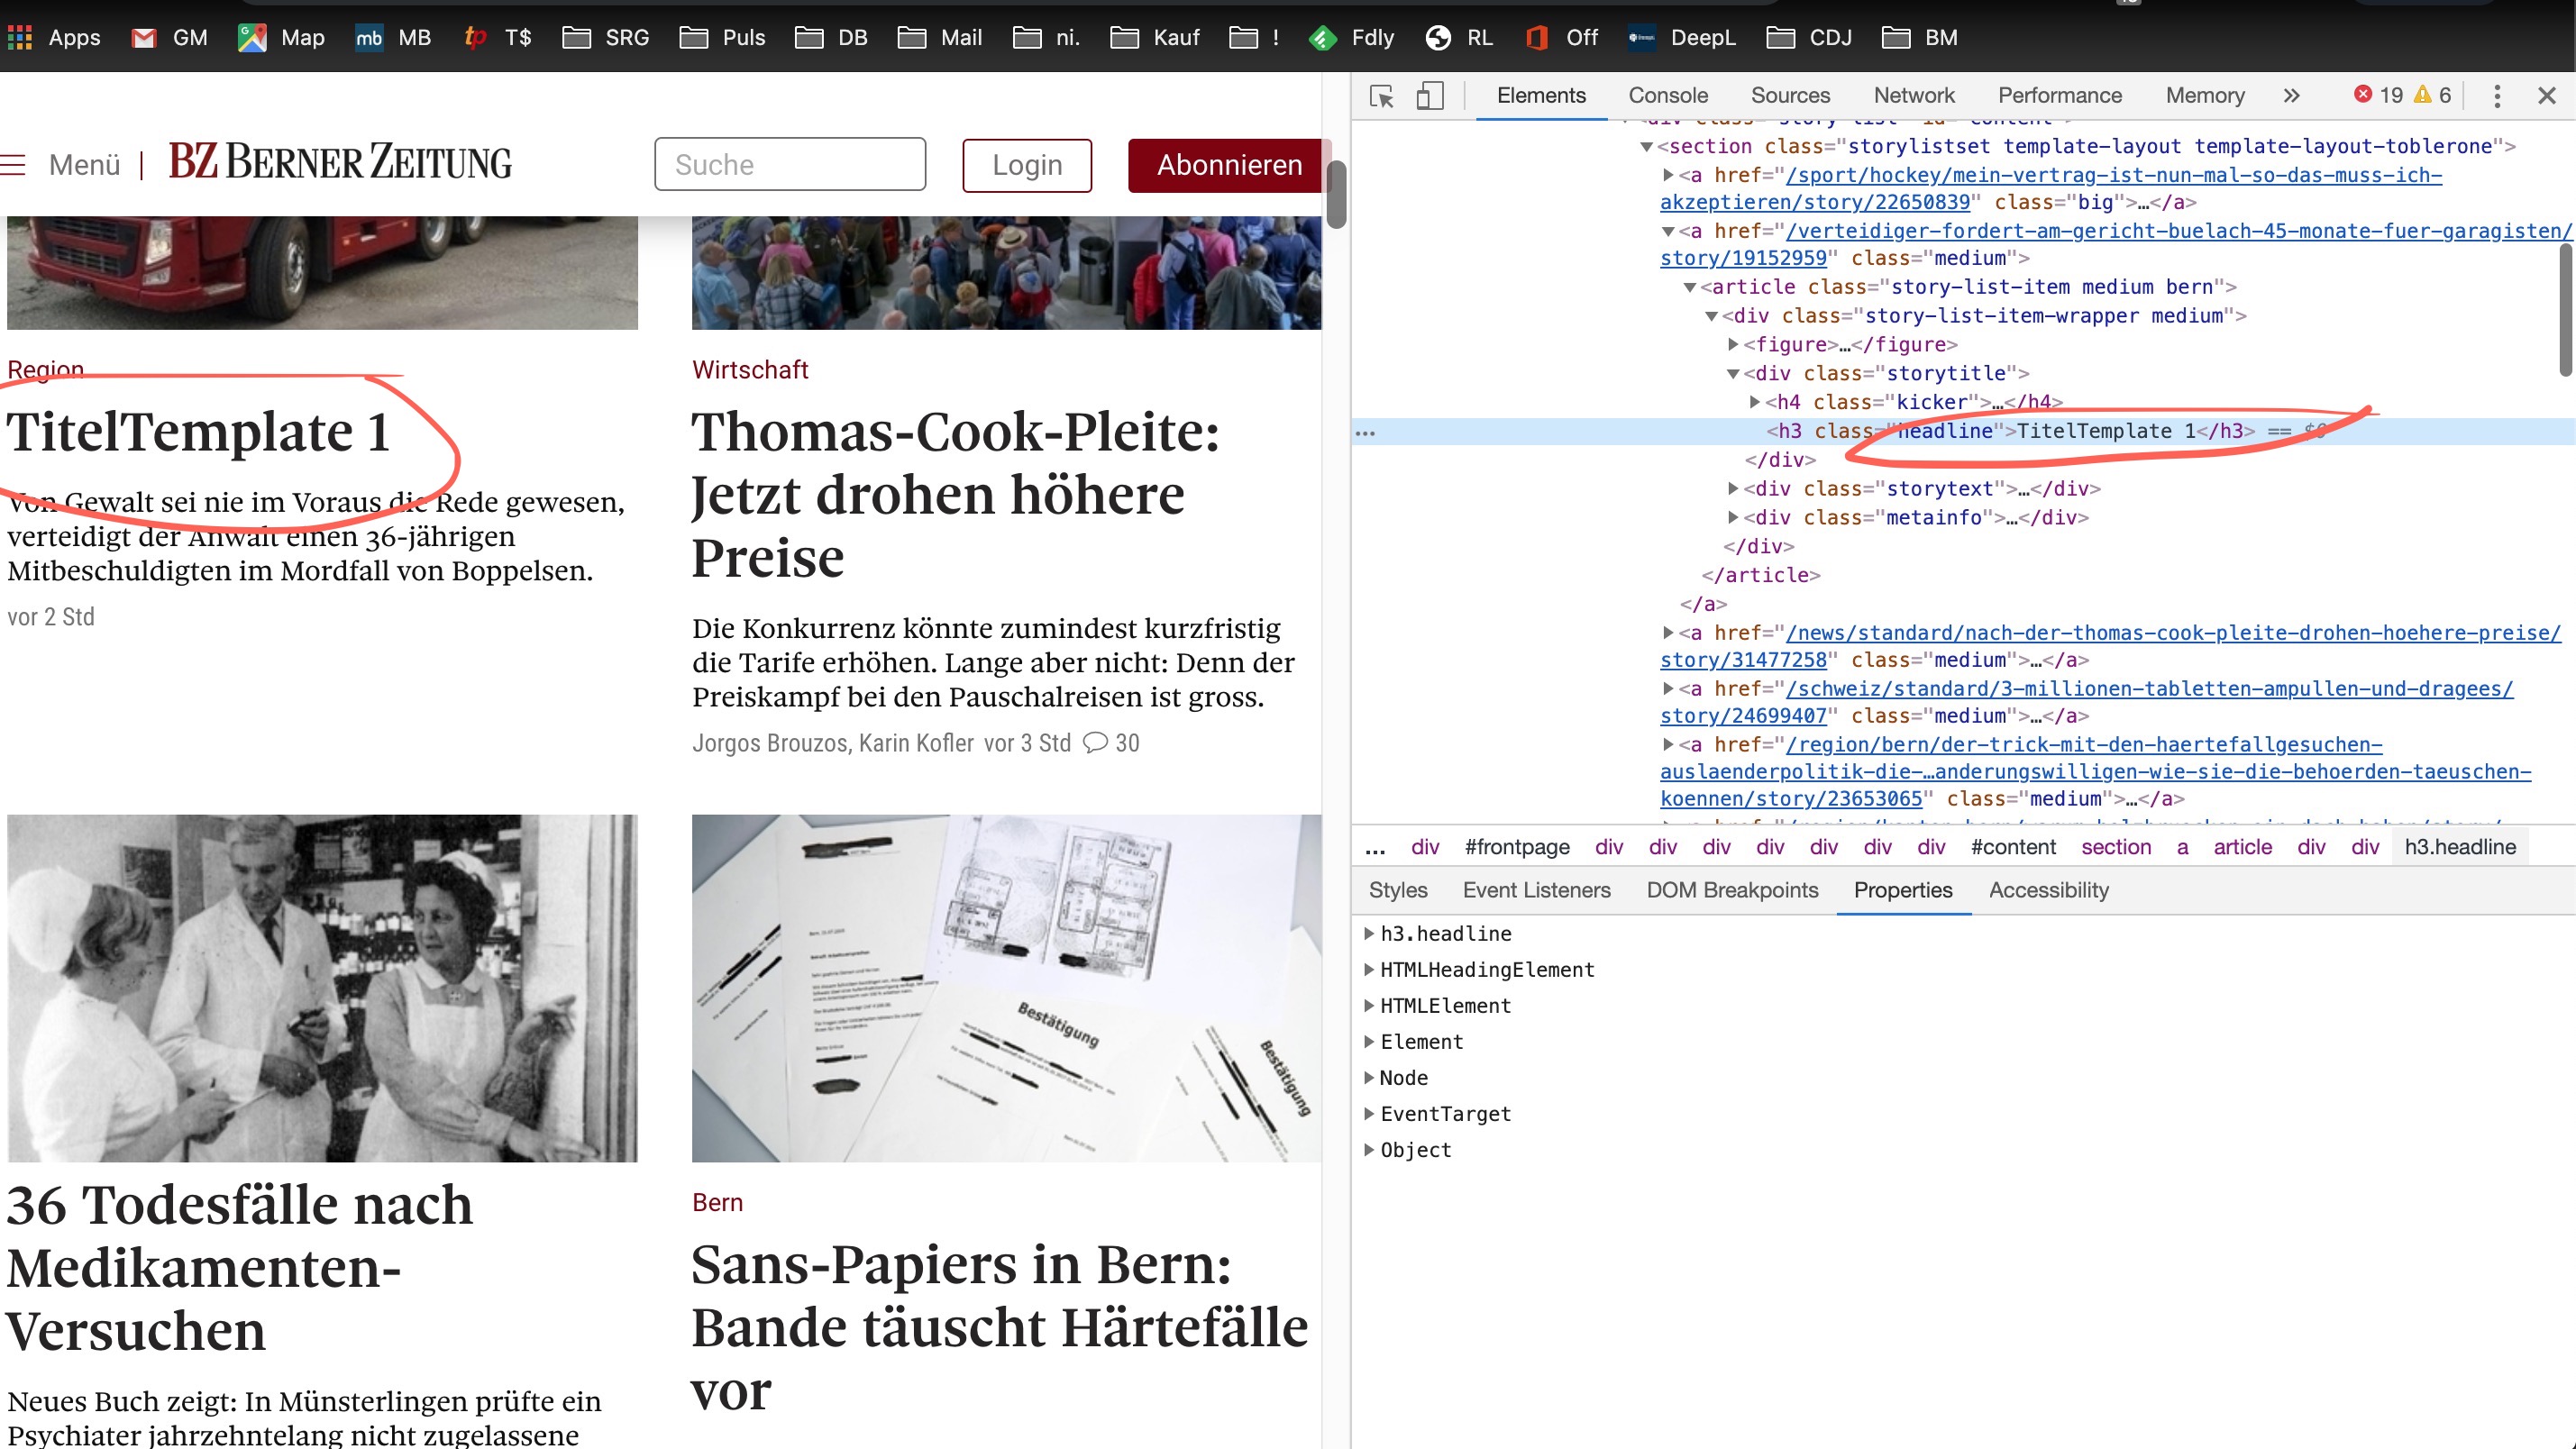 Apps GM Map mb MB tp T$ SRG Puls DB Mail ni. Kauf ! Fdly RL Off DeepL CDJ BM
Menü | BZ BERNER ZEITUNG Suche Login Abonnieren
Region
TitelTemplate 1
Von Gewalt sei nie im Voraus die Rede gewesen,
verteidigt der Anwalt einen 36-jährigen
Mitbeschuldigten im Mordfall von Boppelsen.
vor 2 Std
Wirtschaft
Thomas-Cook-Pleite:
Jetzt drohen höhere
Preise
Die Konkurrenz könnte zumindest kurzfristig
die Tarife erhöhen. Lange aber nicht: Denn der
Preiskampf bei den Pauschalreisen ist gross.
Jorgos Brouzos, Karin Kofler vor 3 Std 30
36 Todesfälle nach
Medikamenten-
Versuchen
Neues Buch zeigt: In Münsterlingen prüfte ein
Psychiater jahrzehntelang nicht zugelassene
Bestätigung
Bestätigung
Bern
Sans-Papiers in Bern:
Bande täuscht Härtefälle
vor
Elements Console Sources Network Performance Memory » 19 6
<div class="story-list" id="content">
<section class="storylistset template-layout template-layout-toblerone">
<a href="/sport/hockey/mein-vertrag-ist-nun-mal-so-das-muss-ich-
akzeptieren/story/22650839" class="big">…</a>
<a href="/verteidiger-fordert-am-gericht-buelach-45-monate-fuer-garagisten/
story/19152959" class="medium">
<article class="story-list-item medium bern">
<div class="story-list-item-wrapper medium">
<figure>…</figure>
<div class="storytitle">
<h4 class="kicker">…</h4>
… <h3 class="headline">TitelTemplate 1</h3> == $0
</div>
<div class="storytext">…</div>
<div class="metainfo">…</div>
</div>
</article>
</a>
<a href="/news/standard/nach-der-thomas-cook-pleite-drohen-hoehere-preise/
story/31477258" class="medium">…</a>
<a href="/schweiz/standard/3-millionen-tabletten-ampullen-und-dragees/
story/24699407" class="medium">…</a>
<a href="/region/bern/der-trick-mit-den-haertefallgesuchen-
auslaenderpolitik-die-…anderungswilligen-wie-sie-die-behoerden-taeuschen-
koennen/story/23653065" class="medium">…</a>
… div #frontpage div div div div div div div #content section a article div div h3.headline
Styles Event Listeners DOM Breakpoints Properties Accessibility
h3.headline
HTMLHeadingElement
HTMLElement
Element
Node
EventTarget
Object